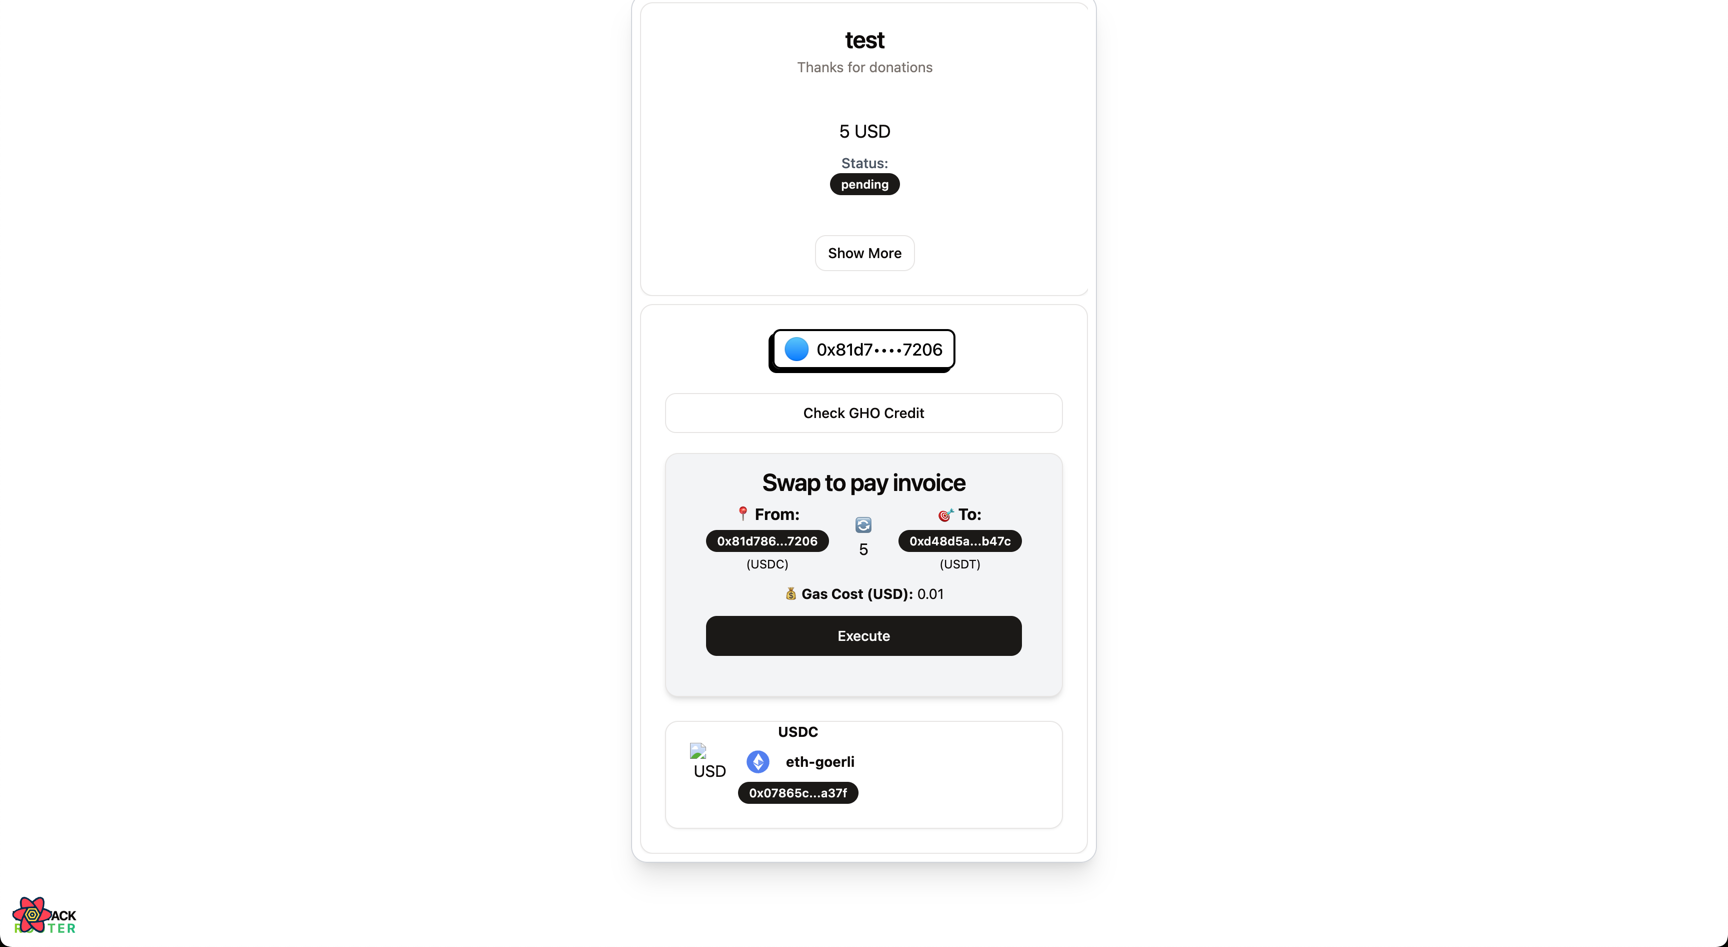 test
Thanks for donations
5 USD
Status:
pending
Show More
0x81d7••••7206
Check GHO Credit
Swap to pay invoice
📍 From:
0x81d786...7206
(USDC)
🔄
5
🎯 To:
0xd48d5a...b47c
(USDT)
💰 Gas Cost (USD): 0.01
Execute
USDC
USD
eth-goerli
0x07865c...a37f
ACK
TER